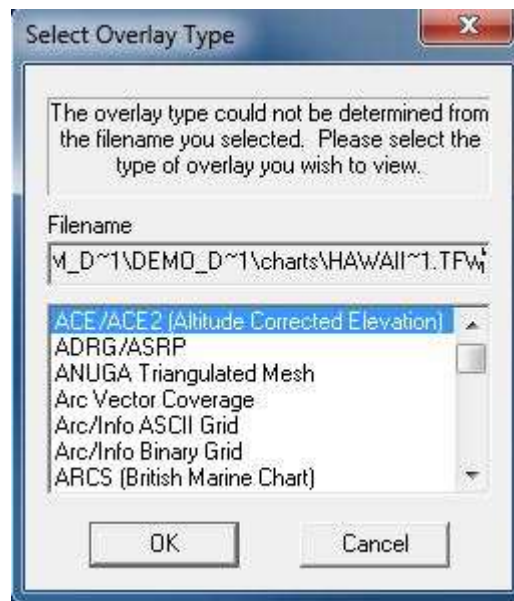 Select Overlay Type
The overlay type could not be determined from
the filename you selected. Please select the
type of overlay you wish to view.
Filename
M_D~1\DEMO_D~1\charts\HAWAII~1.TFW
ACE/ACE2 (Altitude Corrected Elevation)
ADRG/ASRP
ANUGA Triangulated Mesh
Arc Vector Coverage
Arc/Info ASCII Grid
Arc/Info Binary Grid
ARCS (British Marine Chart)
OK Cancel